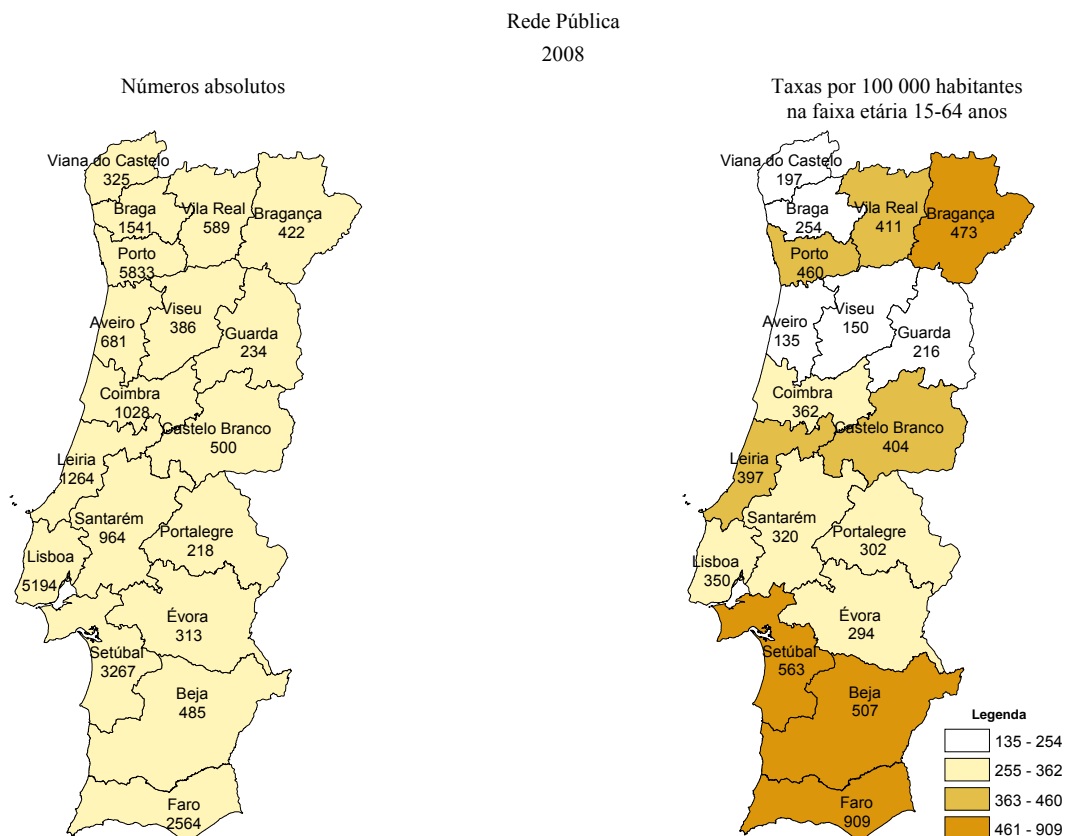 Rede Pública
2008
Números absolutos
Viana do Castelo
325
Braga
1541
Vila Real
589
Bragança
422
Porto
5833
Aveiro
681
Viseu
386
Guarda
234
Coimbra
1028
Castelo Branco
500
Leiria
1264
Santarém
964
Portalegre
218
Lisboa
5194
Évora
313
Setúbal
3267
Beja
485
Faro
2564
Taxas por 100 000 habitantes
na faixa etária 15-64 anos
Viana do Castelo
197
Braga
254
Vila Real
411
Bragança
473
Porto
460
Aveiro
135
Viseu
150
Guarda
216
Coimbra
362
Castelo Branco
404
Leiria
397
Santarém
320
Portalegre
302
Lisboa
350
Évora
294
Setúbal
563
Beja
507
Faro
909
Legenda
135 - 254
255 - 362
363 - 460
461 - 909